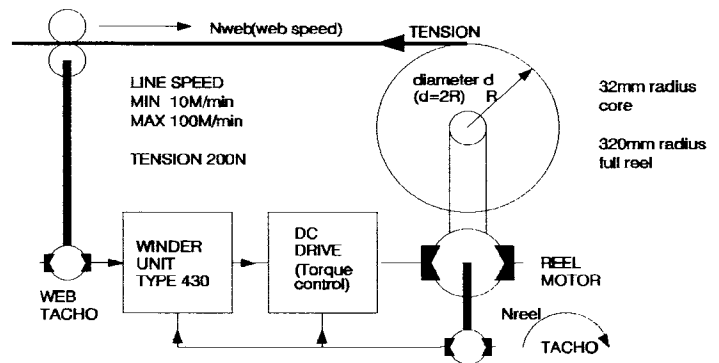 Nweb(web speed)
TENSION
LINE SPEED
MIN 10M/min
MAX 100M/min
TENSION 200N
diameter d
(d=2R) R
32mm radius
core
320mm radius
full reel
WINDER
UNIT
TYPE 430
DC
DRIVE
(Torque
control)
REEL
MOTOR
WEB
TACHO
Nreel
TACHO